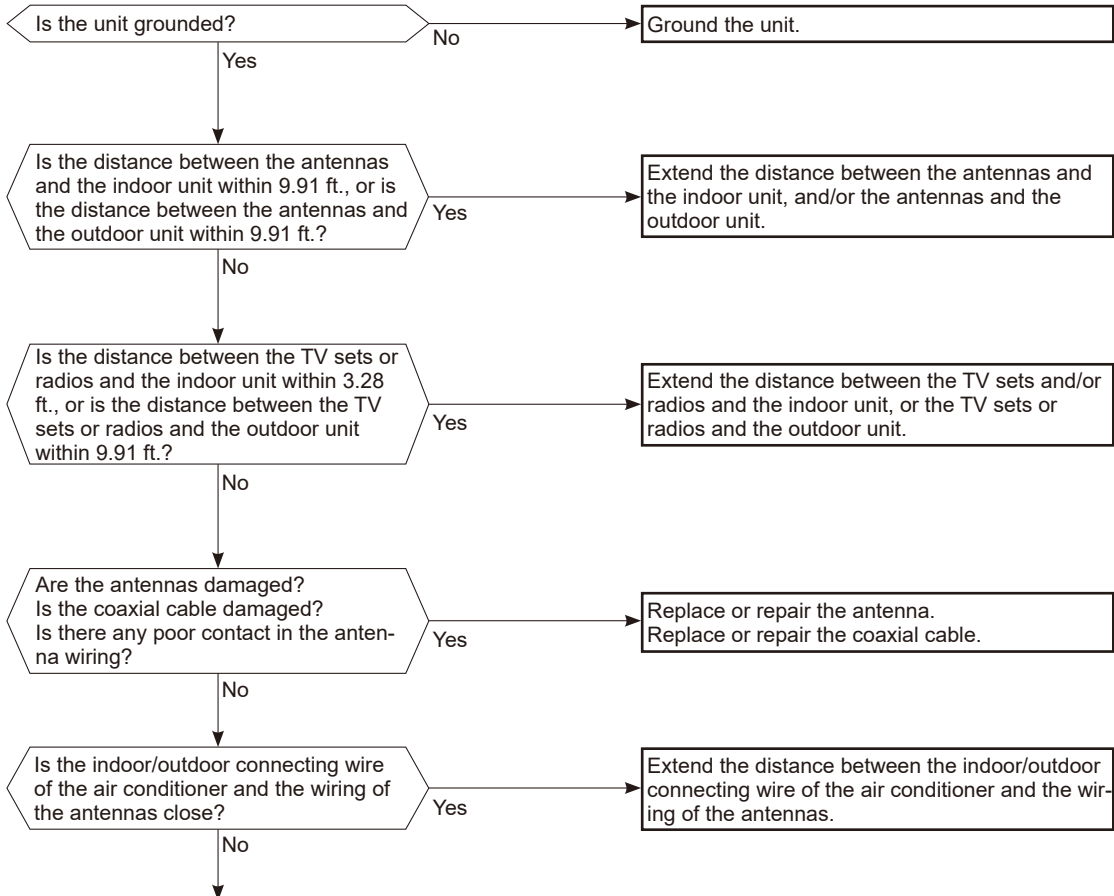 Is the unit grounded?
No
Ground the unit.
Yes
Is the distance between the antennas
and the indoor unit within 9.91 ft., or is
the distance between the antennas and
the outdoor unit within 9.91 ft.?
Yes
Extend the distance between the antennas and
the indoor unit, and/or the antennas and the
outdoor unit.
No
Is the distance between the TV sets or
radios and the indoor unit within 3.28
ft., or is the distance between the TV
sets or radios and the outdoor unit
within 9.91 ft.?
Yes
Extend the distance between the TV sets and/or
radios and the indoor unit, or the TV sets or
radios and the outdoor unit.
No
Are the antennas damaged?
Is the coaxial cable damaged?
Is there any poor contact in the anten-
na wiring?
Yes
Replace or repair the antenna.
Replace or repair the coaxial cable.
No
Is the indoor/outdoor connecting wire
of the air conditioner and the wiring of
the antennas close?
Yes
Extend the distance between the indoor/outdoor
connecting wire of the air conditioner and the wir-
ing of the antennas.
No